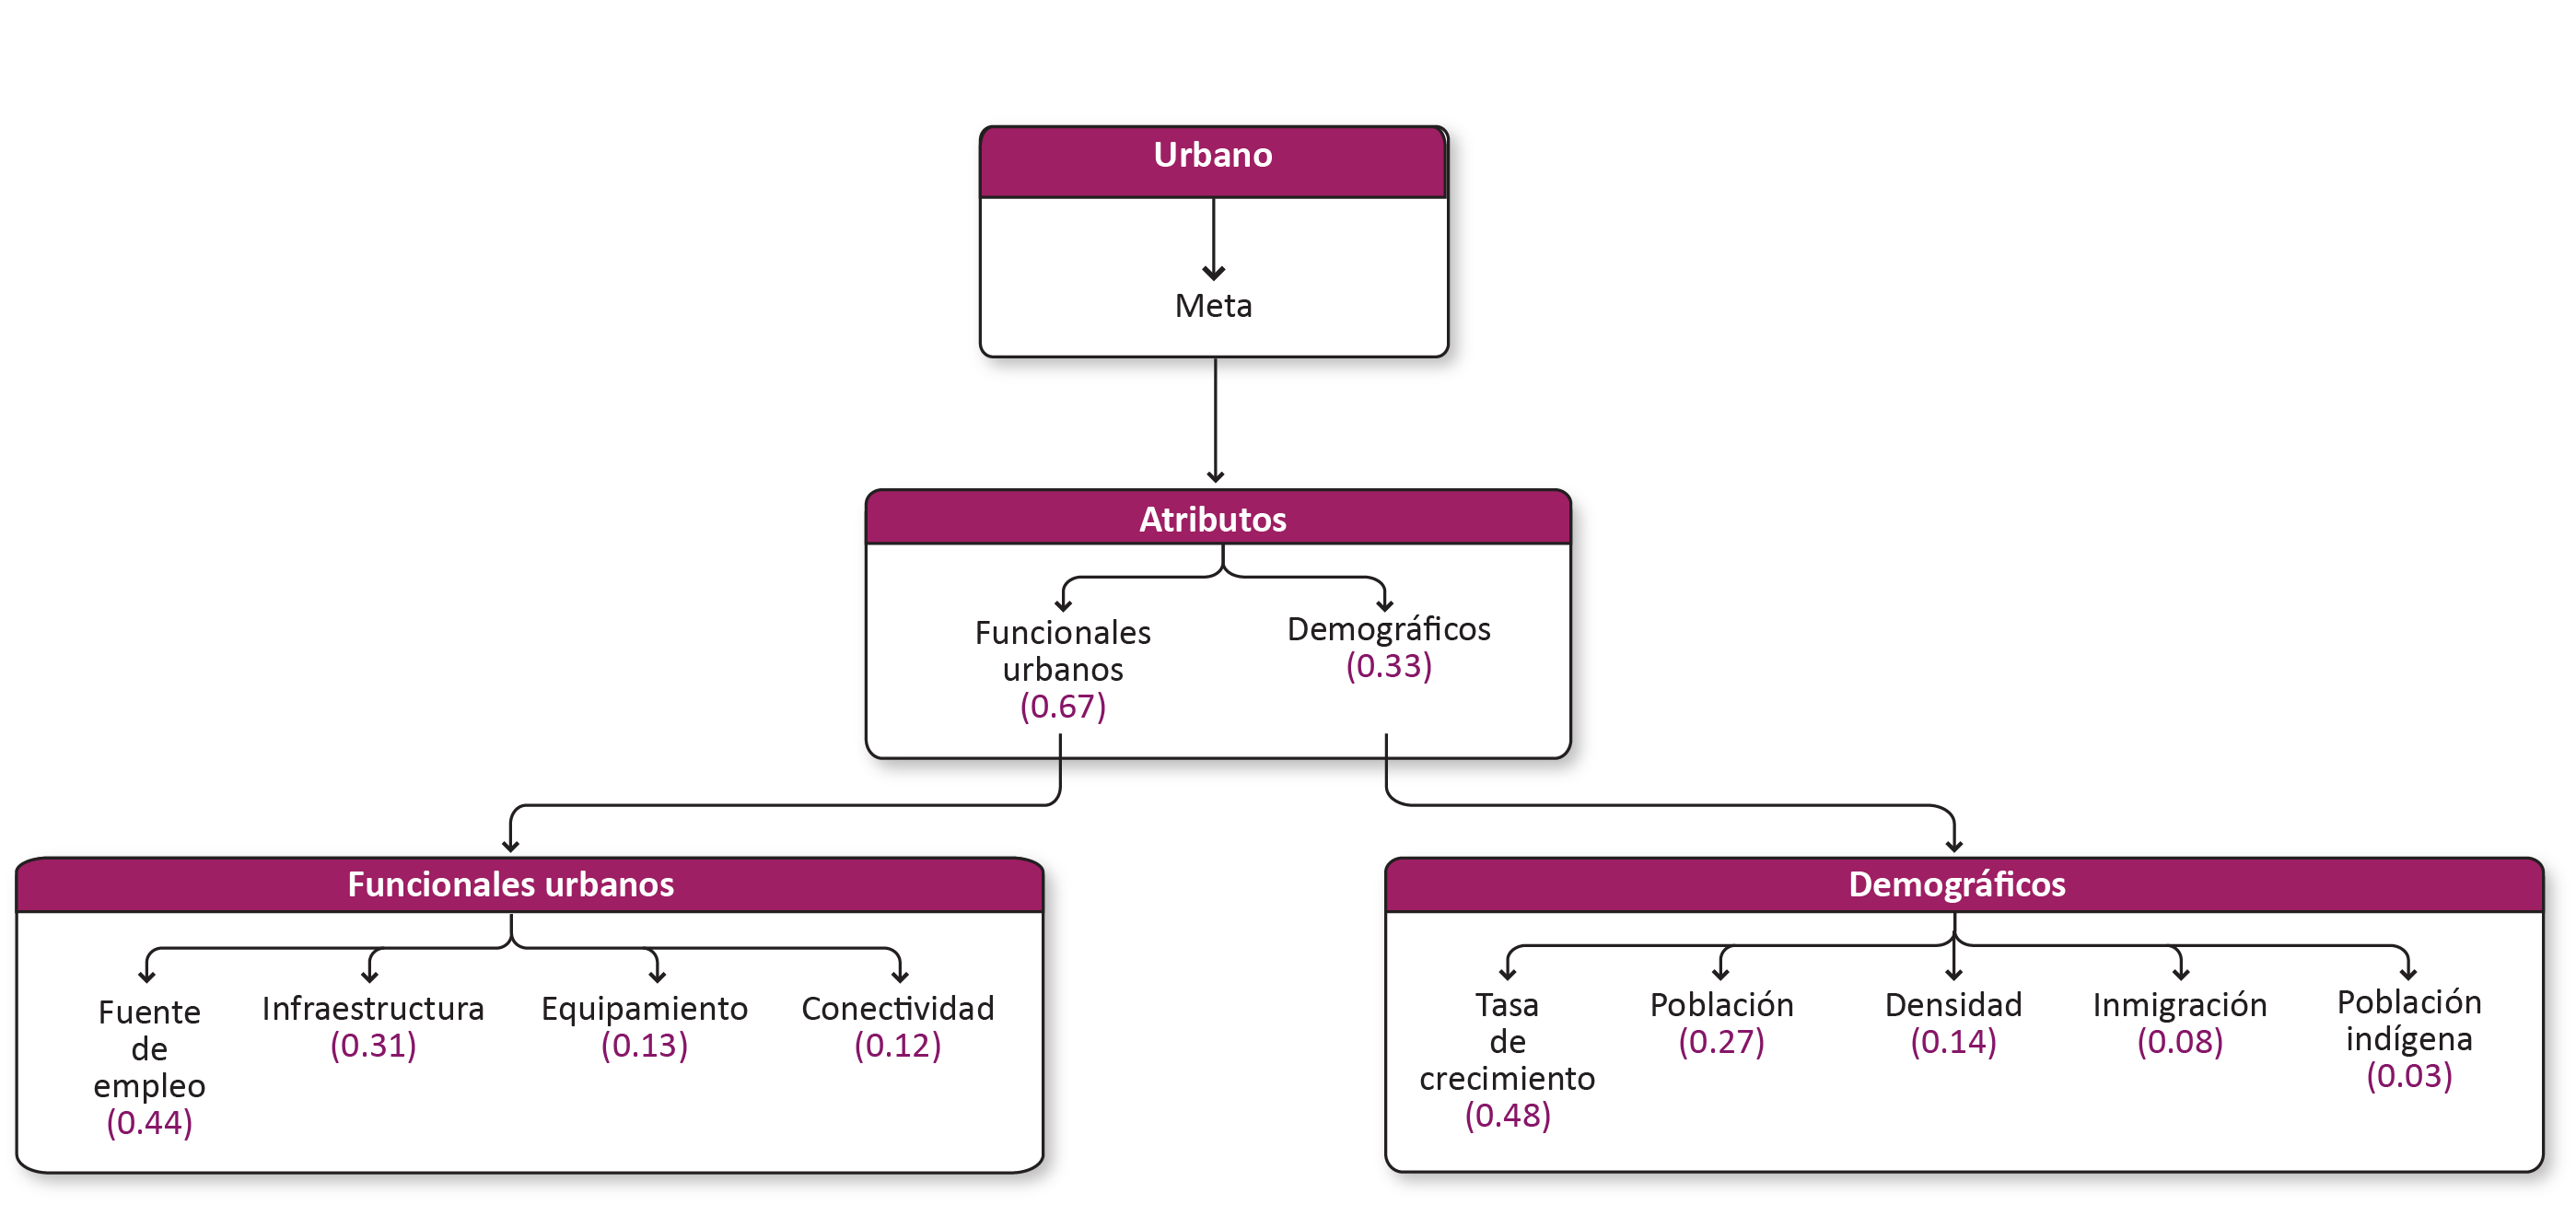 Urbano
Meta
Atributos
Funcionales
urbanos
(0.67)
Demográficos
(0.33)
Funcionales urbanos
Fuente
de
empleo
(0.44)
Infraestructura
(0.31)
Equipamiento
(0.13)
Conectividad
(0.12)
Demográficos
Tasa
de
crecimiento
(0.48)
Población
(0.27)
Densidad
(0.14)
Inmigración
(0.08)
Población
indígena
(0.03)